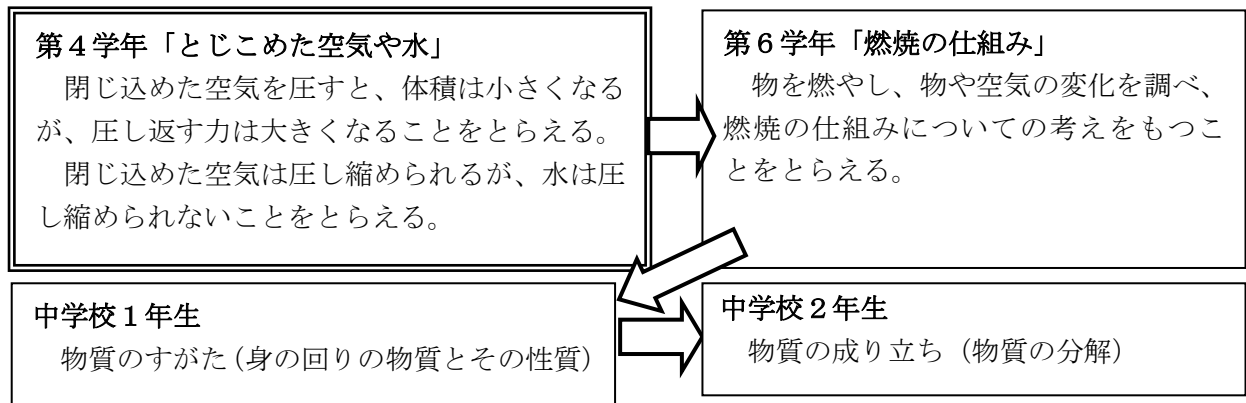 第4学年「とじこめた空気や水」
閉じ込めた空気を圧すと、体積は小さくなる
が、圧し返す力は大きくなることをとらえる。
閉じ込めた空気は圧し縮められるが、水は圧
し縮められないことをとらえる。
第6学年「燃焼の仕組み」
物を燃やし、物や空気の変化を調べ、
燃焼の仕組みについての考えをもつこ
とをとらえる。
中学校1年生
物質のすがた(身の回りの物質とその性質)
中学校2年生
物質の成り立ち(物質の分解)